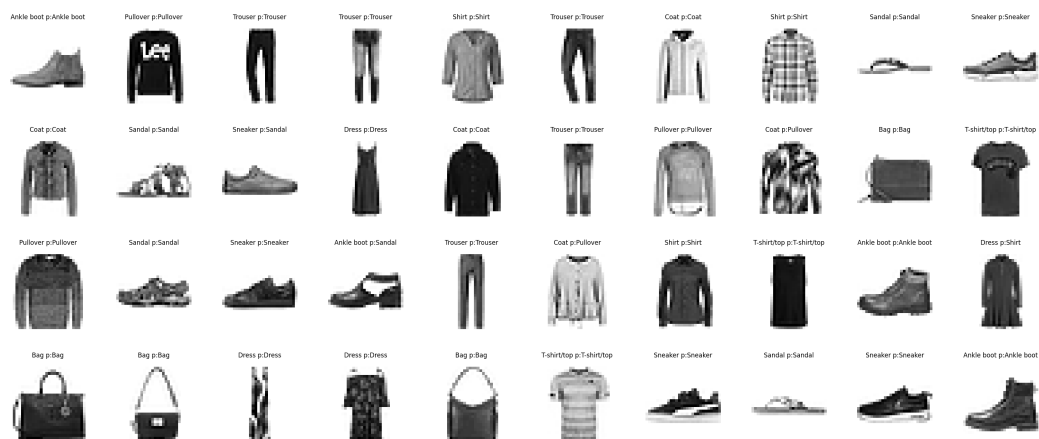 Ankle boot p:Ankle boot
Pullover p:Pullover
Trouser p:Trouser
Trouser p:Trouser
Shirt p:Shirt
Trouser p:Trouser
Coat p:Coat
Shirt p:Shirt
Sandal p:Sandal
Sneaker p:Sneaker
Lee
Coat p:Coat
Sandal p:Sandal
Sneaker p:Sandal
Dress p:Dress
Coat p:Coat
Trouser p:Trouser
Pullover p:Pullover
Coat p:Pullover
Bag p:Bag
T-shirt/top p:T-shirt/top
Pullover p:Pullover
Sandal p:Sandal
Sneaker p:Sneaker
Ankle boot p:Sandal
Trouser p:Trouser
Coat p:Pullover
Shirt p:Shirt
T-shirt/top p:T-shirt/top
Ankle boot p:Ankle boot
Dress p:Shirt
Bag p:Bag
Bag p:Bag
Dress p:Dress
Dress p:Dress
Bag p:Bag
T-shirt/top p:T-shirt/top
Sneaker p:Sneaker
Sandal p:Sandal
Sneaker p:Sneaker
Ankle boot p:Ankle boot